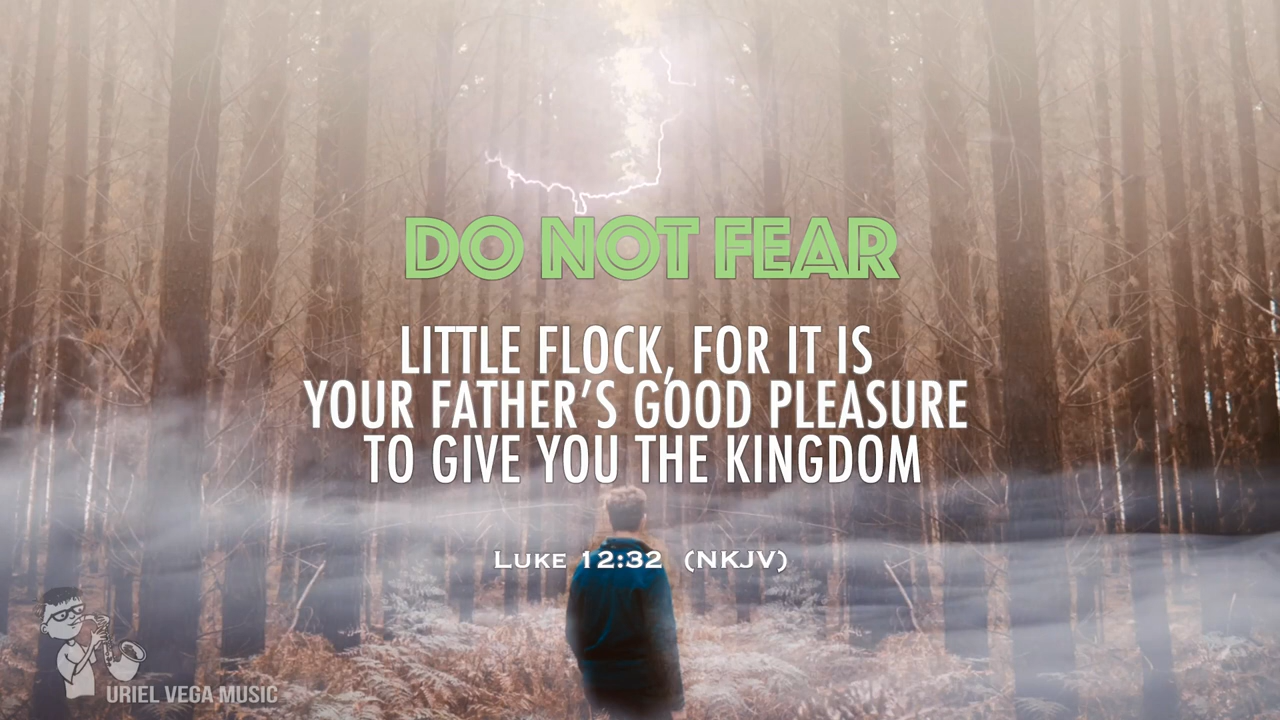 DO NOT FEAR
LITTLE FLOCK, FOR IT IS
YOUR FATHER'S GOOD PLEASURE
TO GIVE YOU THE KINGDOM
LUKE 12:32 (NKJV)
URIEL VEGA MUSIC